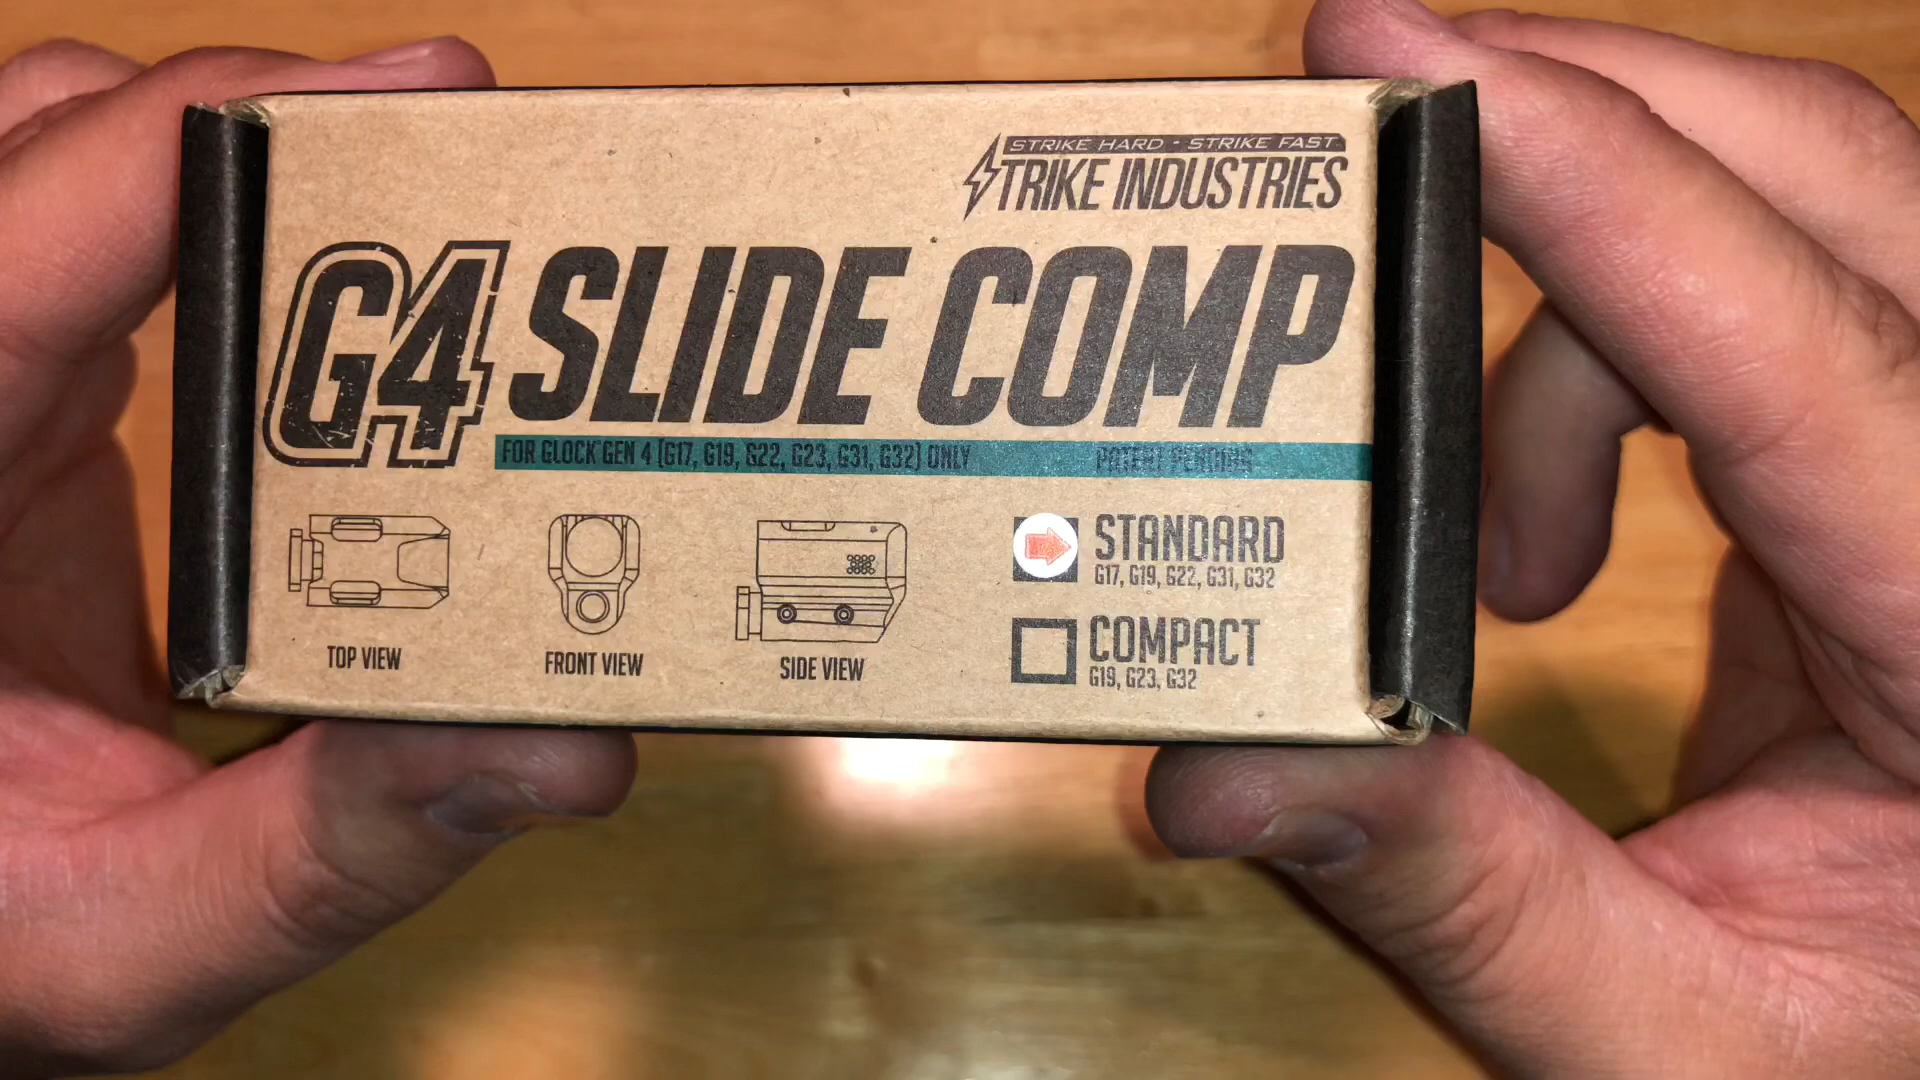 STRIKE HARD - STRIKE FAST
STRIKE INDUSTRIES
G4 SLIDE COMP
FOR GLOCK GEN 4 (G17, G19, G22, G23, G31, G32) ONLY PATENT PENDING
TOP VIEW
FRONT VIEW
SIDE VIEW
STANDARD
G17, G19, G22, G31, G32
COMPACT
G19, G23, G32